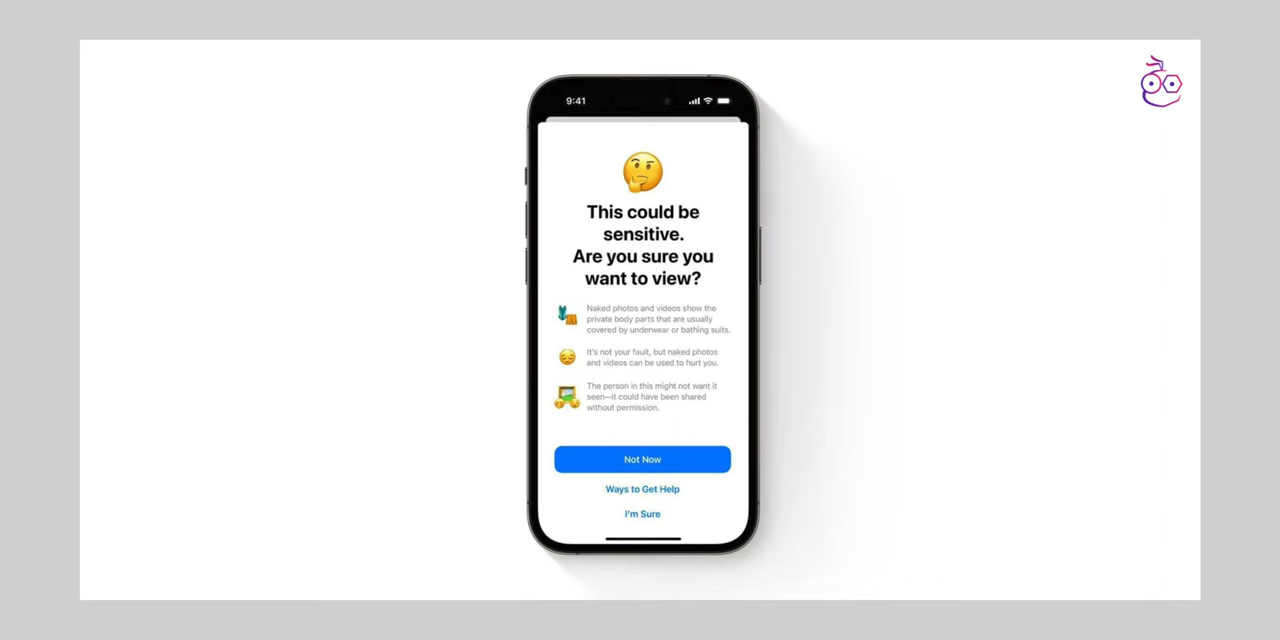 9:41
This could be
sensitive.
Are you sure you
want to view?
Naked photos and videos show the
private body parts that are usually
covered by underwear or bathing suits.
It's not your fault, but naked photos
and videos can be used to hurt you.
The person in this might not want it
seen—it could have been shared
without permission.
Not Now
Ways to Get Help
I'm Sure